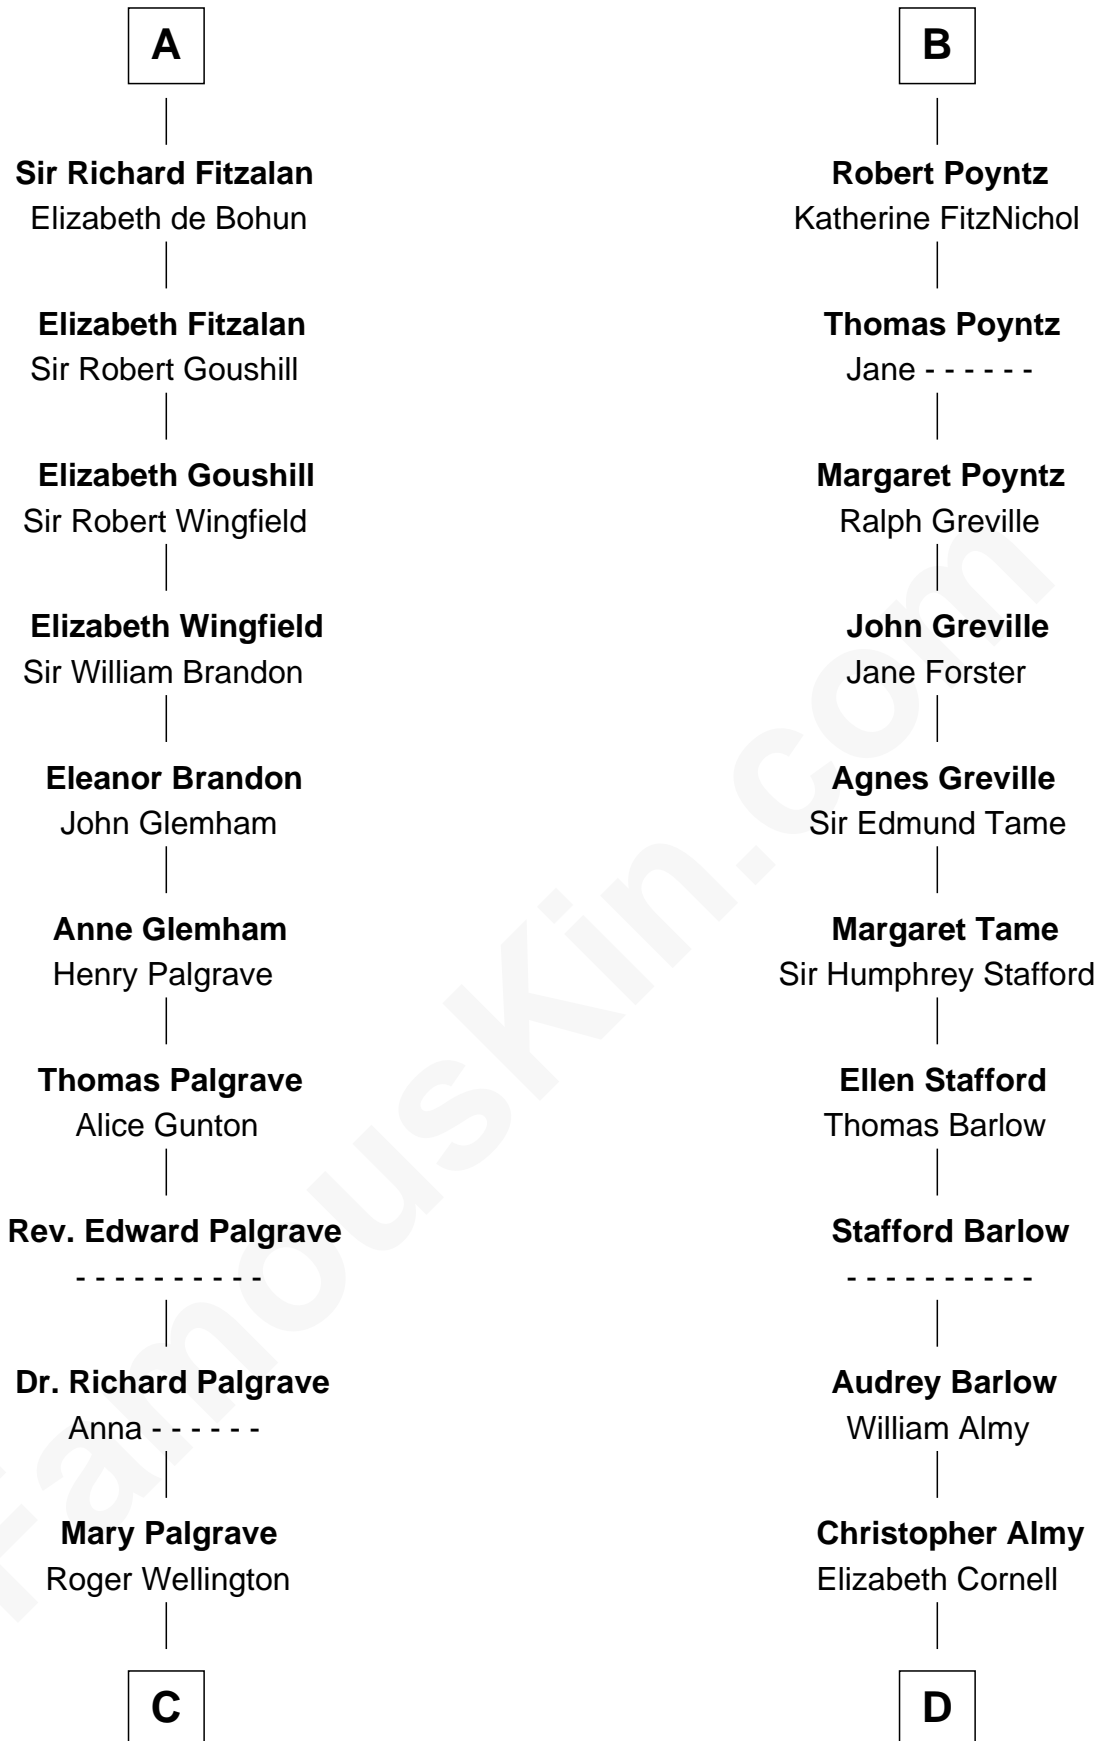 A
Sir Richard Fitzalan
Elizabeth de Bohun
Elizabeth Fitzalan
Sir Robert Goushill
Elizabeth Goushill
Sir Robert Wingfield
Elizabeth Wingfield
Sir William Brandon
Eleanor Brandon
John Glemham
Anne Glemham
Henry Palgrave
Thomas Palgrave
Alice Gunton
Rev. Edward Palgrave
- - - - - - - - - -
Dr. Richard Palgrave
Anna - - - - - -
Mary Palgrave
Roger Wellington
C
B
Robert Poyntz
Katherine FitzNichol
Thomas Poyntz
Jane - - - - - -
Margaret Poyntz
Ralph Greville
John Greville
Jane Forster
Agnes Greville
Sir Edmund Tame
Margaret Tame
Sir Humphrey Stafford
Ellen Stafford
Thomas Barlow
Stafford Barlow
- - - - - - - - - -
Audrey Barlow
William Almy
Christopher Almy
Elizabeth Cornell
D
FamousKin.com